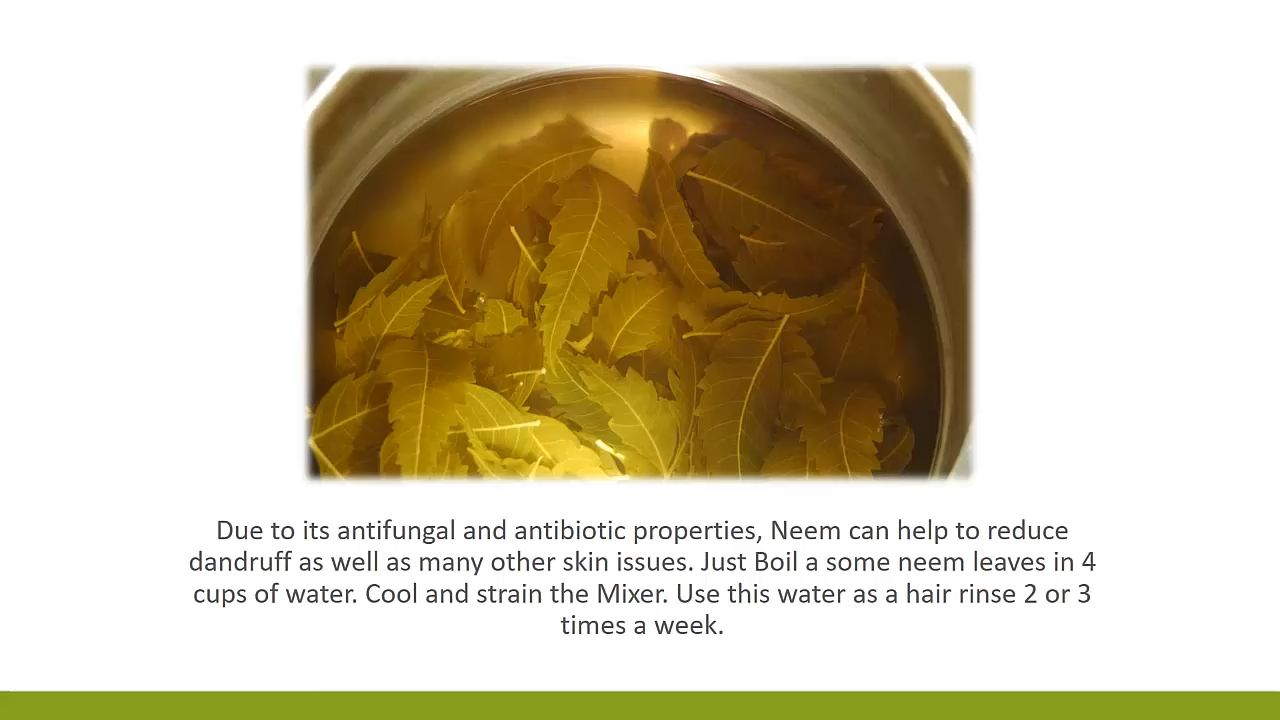 Due to its antifungal and antibiotic properties, Neem can help to reduce
dandruff as well as many other skin issues. Just Boil a some neem leaves in 4
cups of water. Cool and strain the Mixer. Use this water as a hair rinse 2 or 3
times a week.